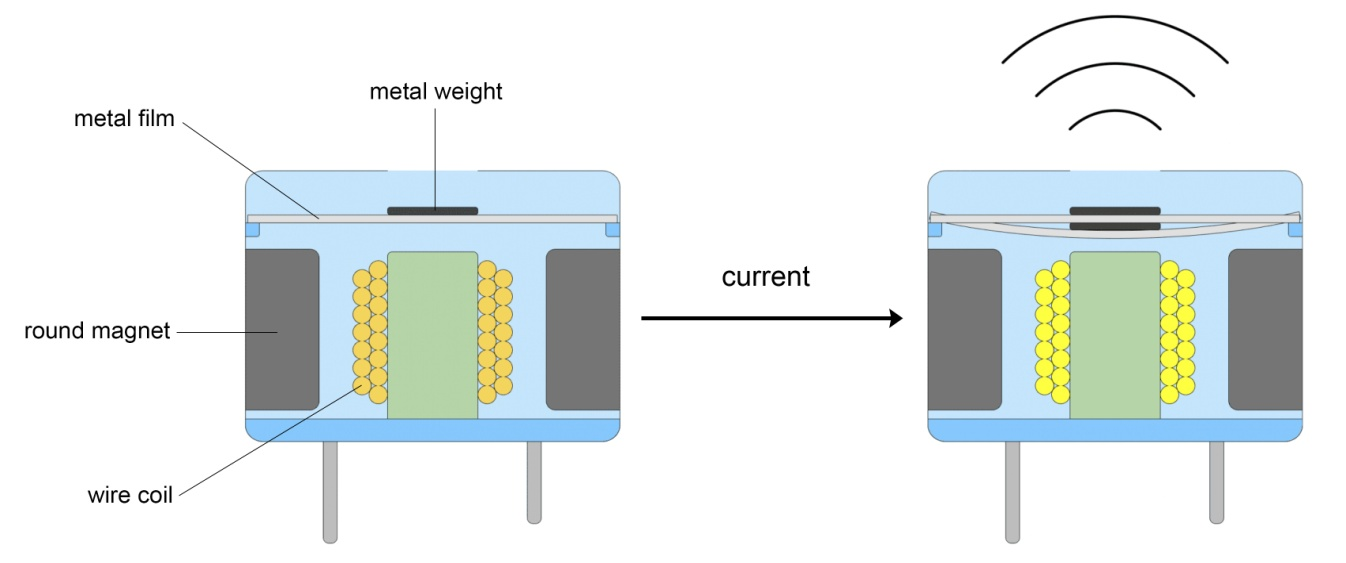 metal weight
metal film
current
round magnet
wire coil